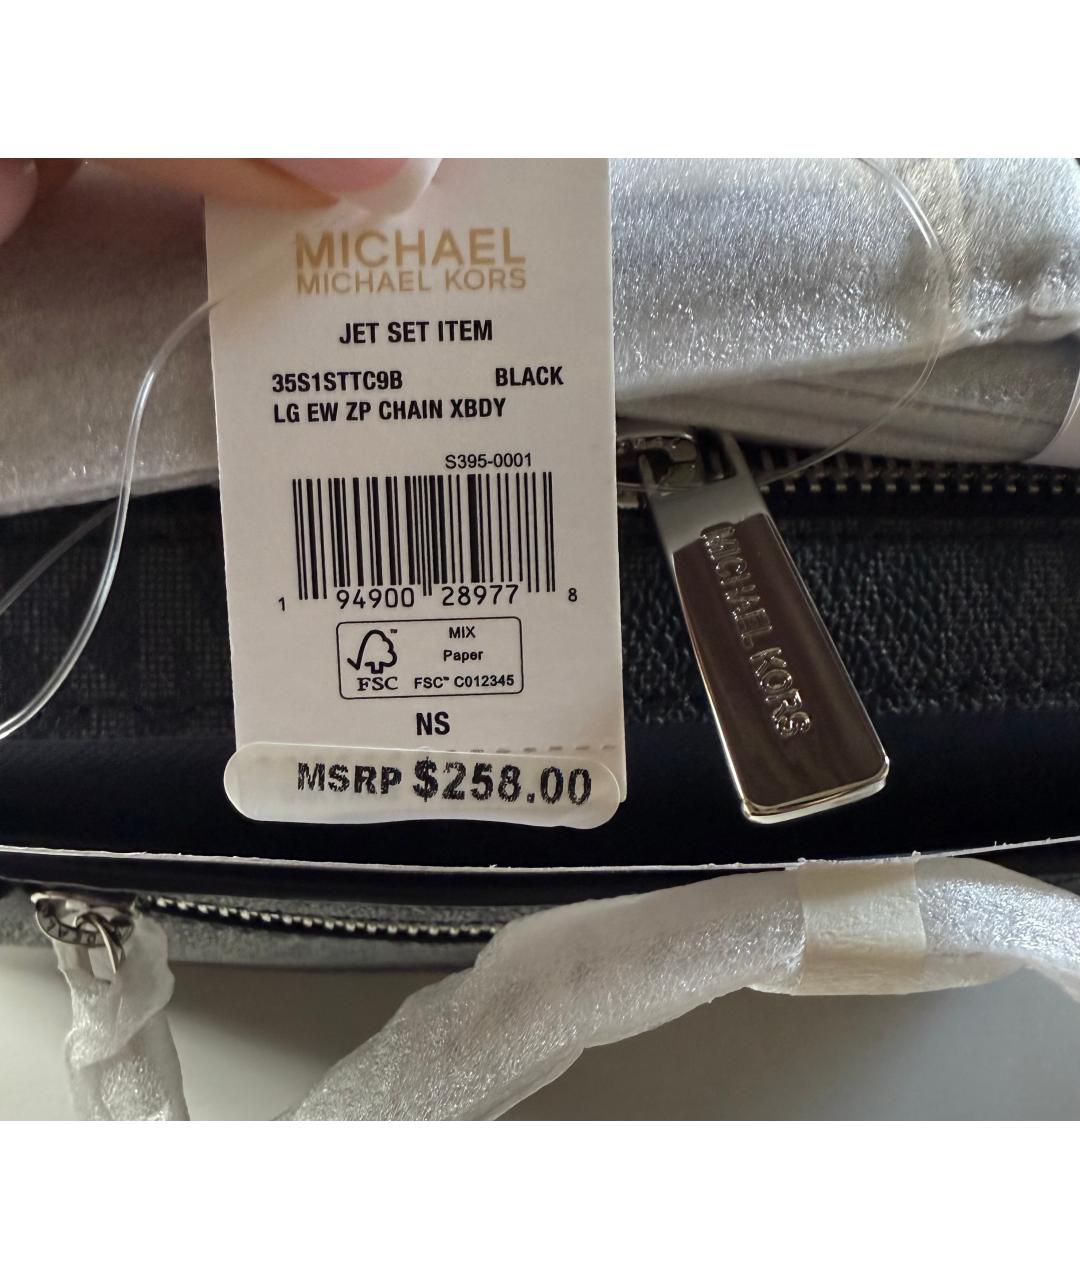 MICHAEL
MICHAEL KORS
JET SET ITEM
35S1STTC9B BLACK
LG EW ZP CHAIN XBDY
S395-0001
1 94900 28977 8
FSC™
MIX
Paper
FSC™ C012345
NS
MSRP $258.00
MICHAEL KORS